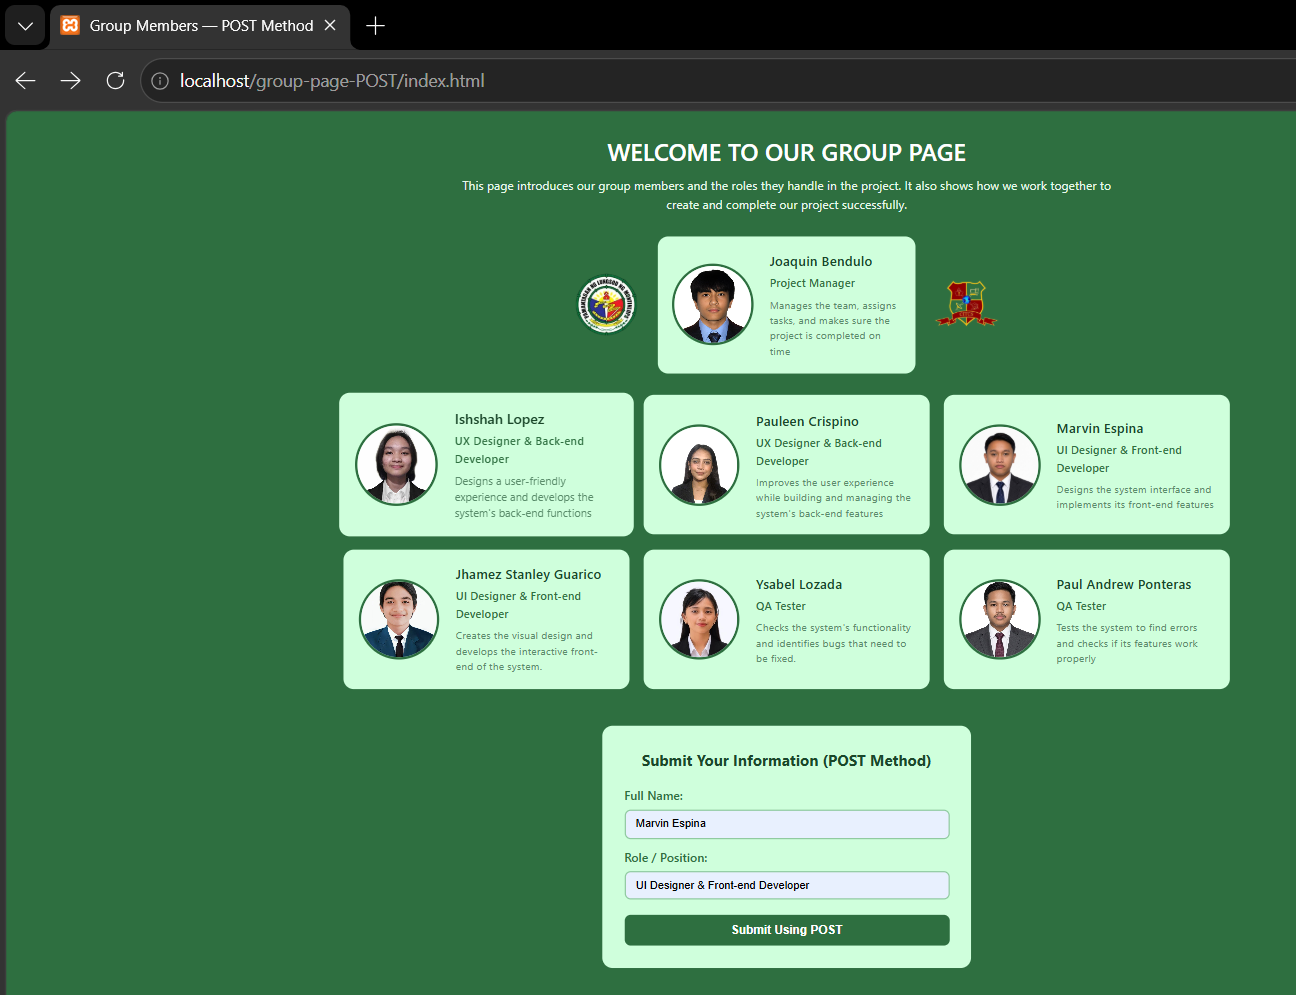 Group Members — POST Method
localhost/group-page-POST/index.html
WELCOME TO OUR GROUP PAGE
This page introduces our group members and the roles they handle in the project. It also shows how we work together to
create and complete our project successfully.
Joaquin Bendulo
Project Manager
Manages the team, assigns
tasks, and makes sure the
project is completed on
time
Ishshah Lopez
UX Designer & Back-end
Developer
Designs a user-friendly
experience and develops the
system's back-end functions
Pauleen Crispino
UX Designer & Back-end
Developer
Improves the user experience
while building and managing the
system's back-end features
Marvin Espina
UI Designer & Front-end
Developer
Designs the system interface and
implements its front-end features
Jhamez Stanley Guarico
UI Designer & Front-end
Developer
Creates the visual design and
develops the interactive front-
end of the system.
Ysabel Lozada
QA Tester
Checks the system's functionality
and identifies bugs that need to
be fixed.
Paul Andrew Ponteras
QA Tester
Tests the system to find errors
and checks if its features work
properly
Submit Your Information (POST Method)
Full Name:
Marvin Espina
Role / Position:
UI Designer & Front-end Developer
Submit Using POST